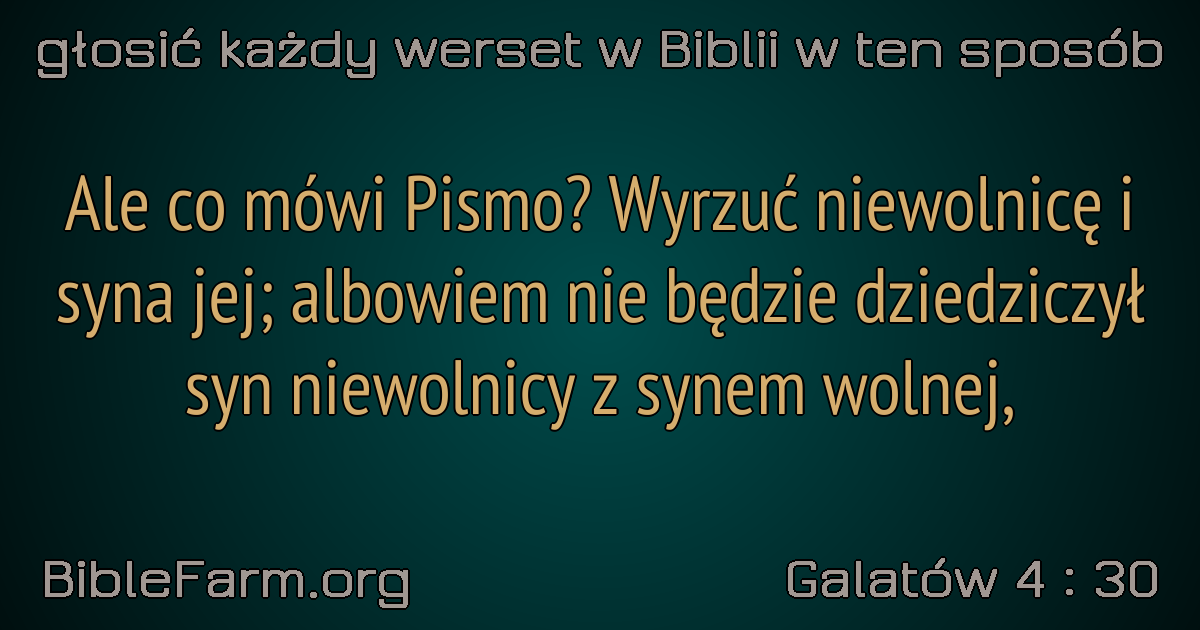 głosić każdy werset w Biblii w ten sposób
Ale co mówi Pismo? Wyrzuć niewolnicę i
syna jej; albowiem nie będzie dziedziczył
syn niewolnicy z synem wolnej,
BibleFarm.org
Galatów 4 : 30